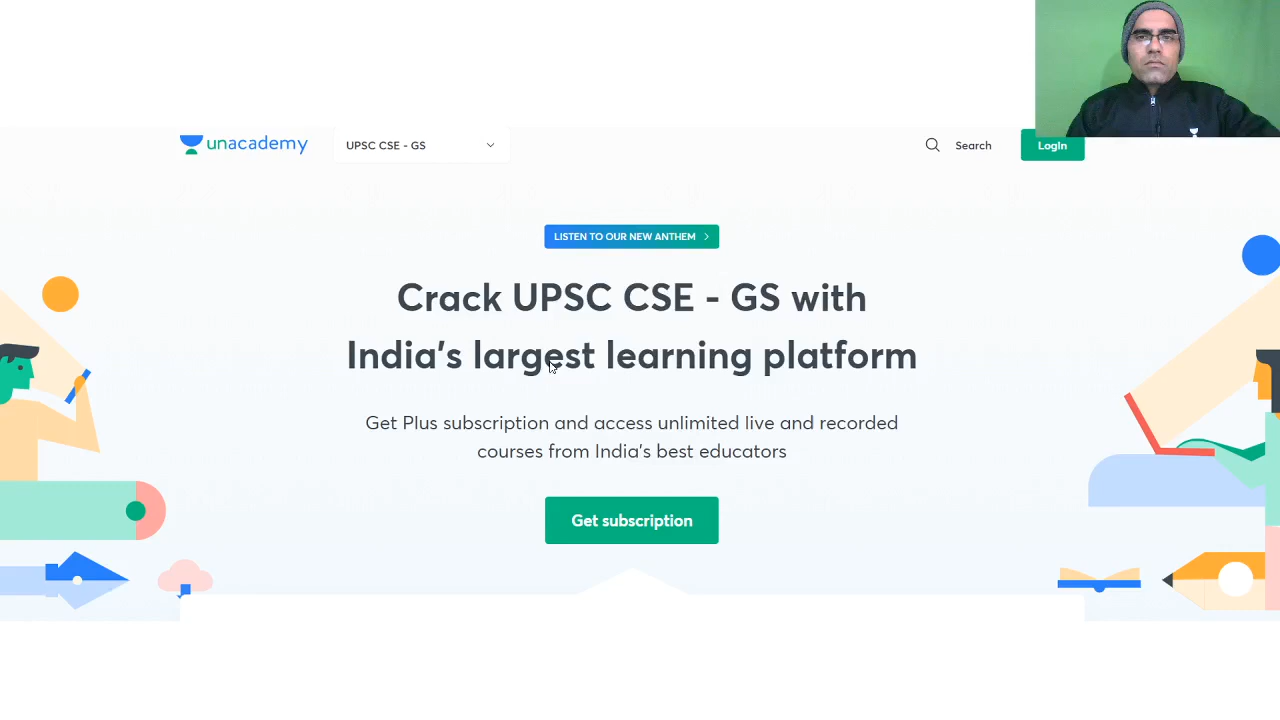 unacademy
UPSC CSE - GS
Search
Login
LISTEN TO OUR NEW ANTHEM
Crack UPSC CSE - GS with
India's largest learning platform
Get Plus subscription and access unlimited live and recorded
courses from India's best educators
Get subscription